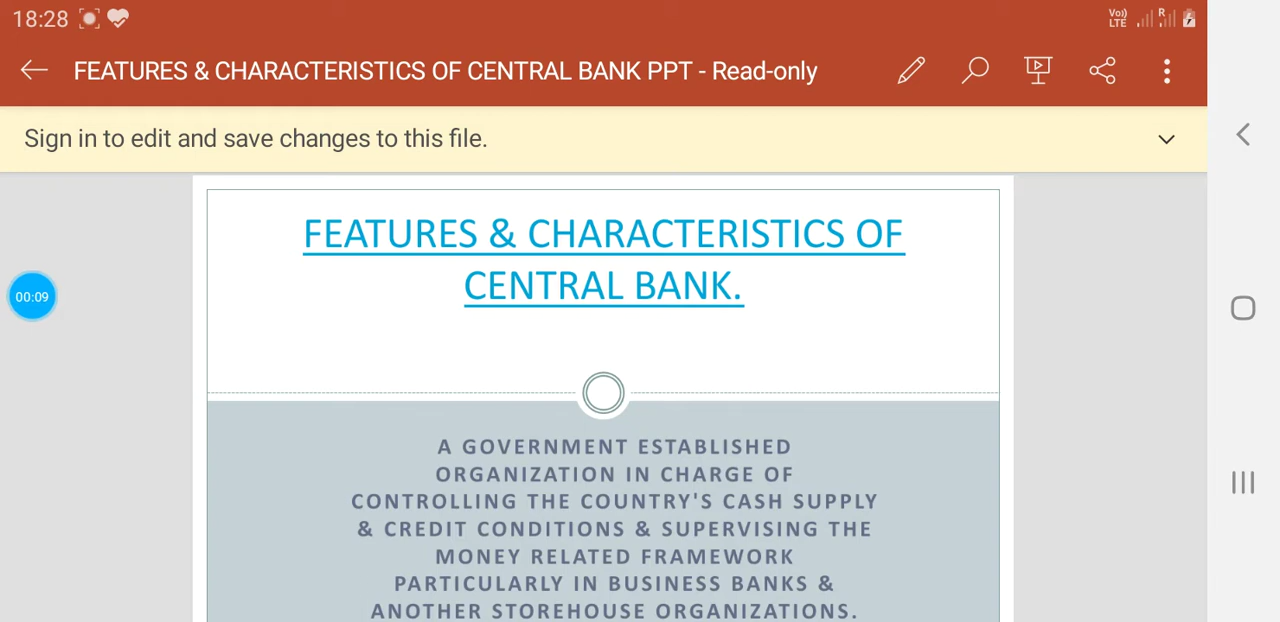 18:28
Vo)) LTE R
FEATURES & CHARACTERISTICS OF CENTRAL BANK PPT - Read-only
Sign in to edit and save changes to this file.
FEATURES & CHARACTERISTICS OF
CENTRAL BANK.
00:09
A GOVERNMENT ESTABLISHED
ORGANIZATION IN CHARGE OF
CONTROLLING THE COUNTRY'S CASH SUPPLY
& CREDIT CONDITIONS & SUPERVISING THE
MONEY RELATED FRAMEWORK
PARTICULARLY IN BUSINESS BANKS &
ANOTHER STOREHOUSE ORGANIZATIONS.